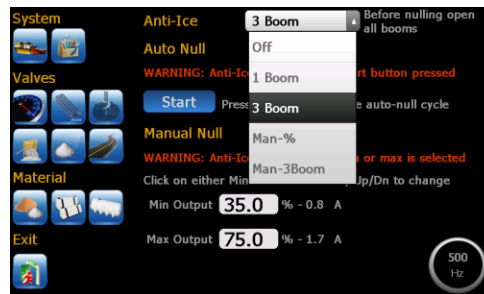 System
Anti-Ice 3 Boom Before nulling open
all booms
Auto Null Off
Valves
WARNING: Anti-Ic rt button pressed
1 Boom
Start Press e auto-null cycle
3 Boom
Manual Null Man-%
WARNING: Anti-Ic or max is selected
Man-3Boom
Material
Click on either Min Up/Dn to change
Min Output 35.0 % - 0.8 A
Exit
Max Output 75.0 % - 1.7 A
500
Hz